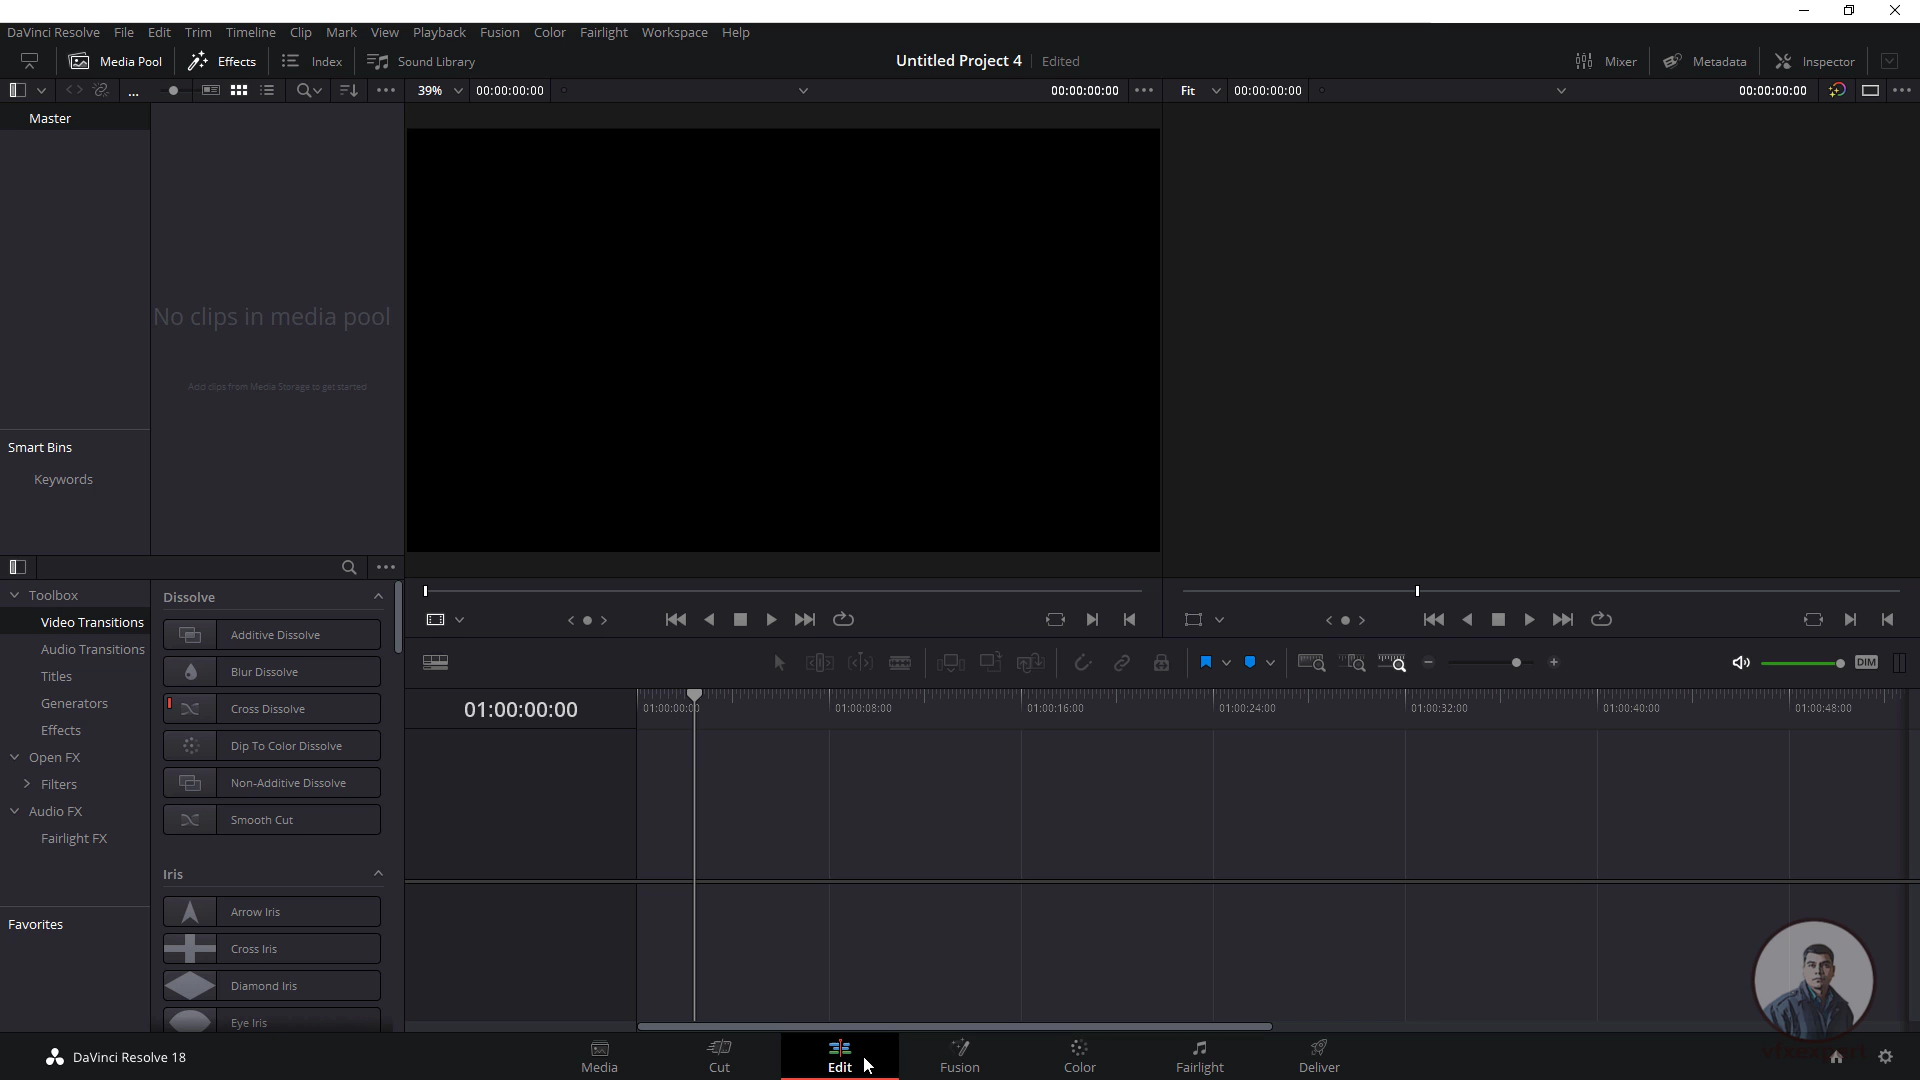 DaVinci Resolve File Edit Trim Timeline Clip Mark View Playback Fusion Color Fairlight Workspace Help
Media Pool Effects Index Sound Library Untitled Project 4 Edited Mixer Metadata Inspector
... 39% 00:00:00:00 00:00:00:00 Fit 00:00:00:00 00:00:00:00
Master
No clips in media pool
Add clips from Media Storage to get started
Smart Bins
Keywords
Toolbox
Video Transitions
Audio Transitions
Titles
Generators
Effects
Open FX
Filters
Audio FX
Fairlight FX
Favorites
Dissolve
Additive Dissolve
Blur Dissolve
Cross Dissolve
Dip To Color Dissolve
Non-Additive Dissolve
Smooth Cut
Iris
Arrow Iris
Cross Iris
Diamond Iris
Eye Iris
DIM
01:00:00:00 01:00:00:00 01:00:08:00 01:00:16:00 01:00:24:00 01:00:32:00 01:00:40:00 01:00:48:00
DaVinci Resolve 18 Media Cut Edit Fusion Color Fairlight Deliver